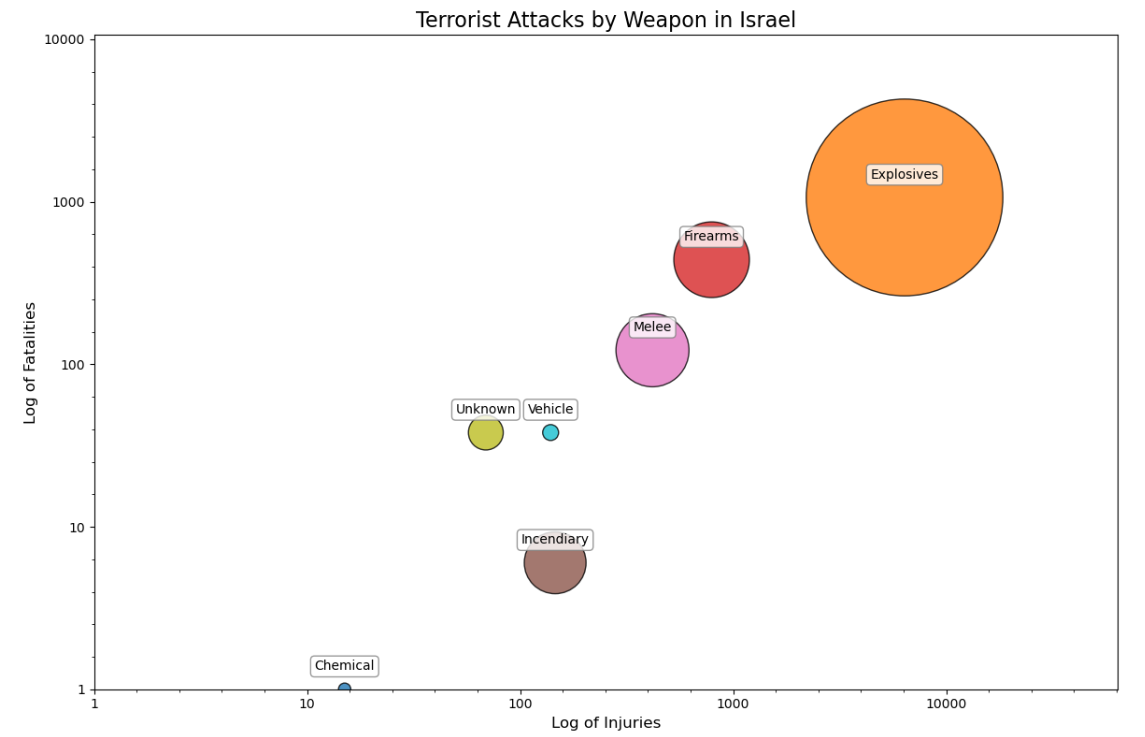 Terrorist Attacks by Weapon in Israel
10000
1000
100
10
1
Log of Fatalities
Explosives
Firearms
Melee
Unknown
Vehicle
Incendiary
Chemical
1
10
100
1000
10000
Log of Injuries